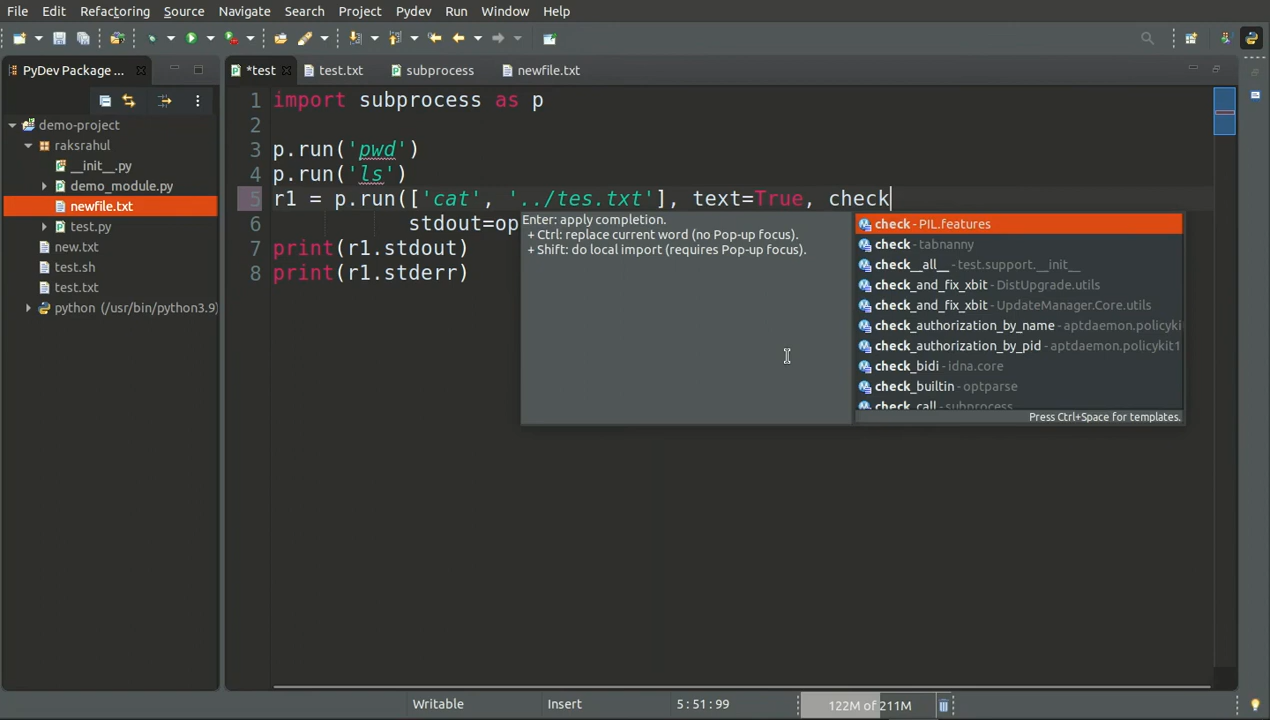 File Edit Refactoring Source Navigate Search Project Pydev Run Window Help
PyDev Package ...
*test
test.txt
subprocess
newfile.txt
demo-project
raksrahul
__init__.py
demo_module.py
newfile.txt
test.py
new.txt
test.sh
test.txt
python (/usr/bin/python3.9)
1 import subprocess as p
2
3 p.run('pwd')
4 p.run('ls')
5 r1 = p.run(['cat', '../tes.txt'], text=True, check
6 stdout=op
7 print(r1.stdout)
8 print(r1.stderr)
Enter: apply completion.
+ Ctrl: replace current word (no Pop-up focus).
+ Shift: do local import (requires Pop-up focus).
check - PIL.features
check - tabnanny
check__all__ - test.support.__init__
check_and_fix_xbit - DistUpgrade.utils
check_and_fix_xbit - UpdateManager.Core.utils
check_authorization_by_name - aptdaemon.policyki
check_authorization_by_pid - aptdaemon.policykit1
check_bidi - idna.core
check_builtin - optparse
check_call - subprocess
Press Ctrl+Space for templates.
Writable
Insert
5 : 51 : 99
122M of 211M